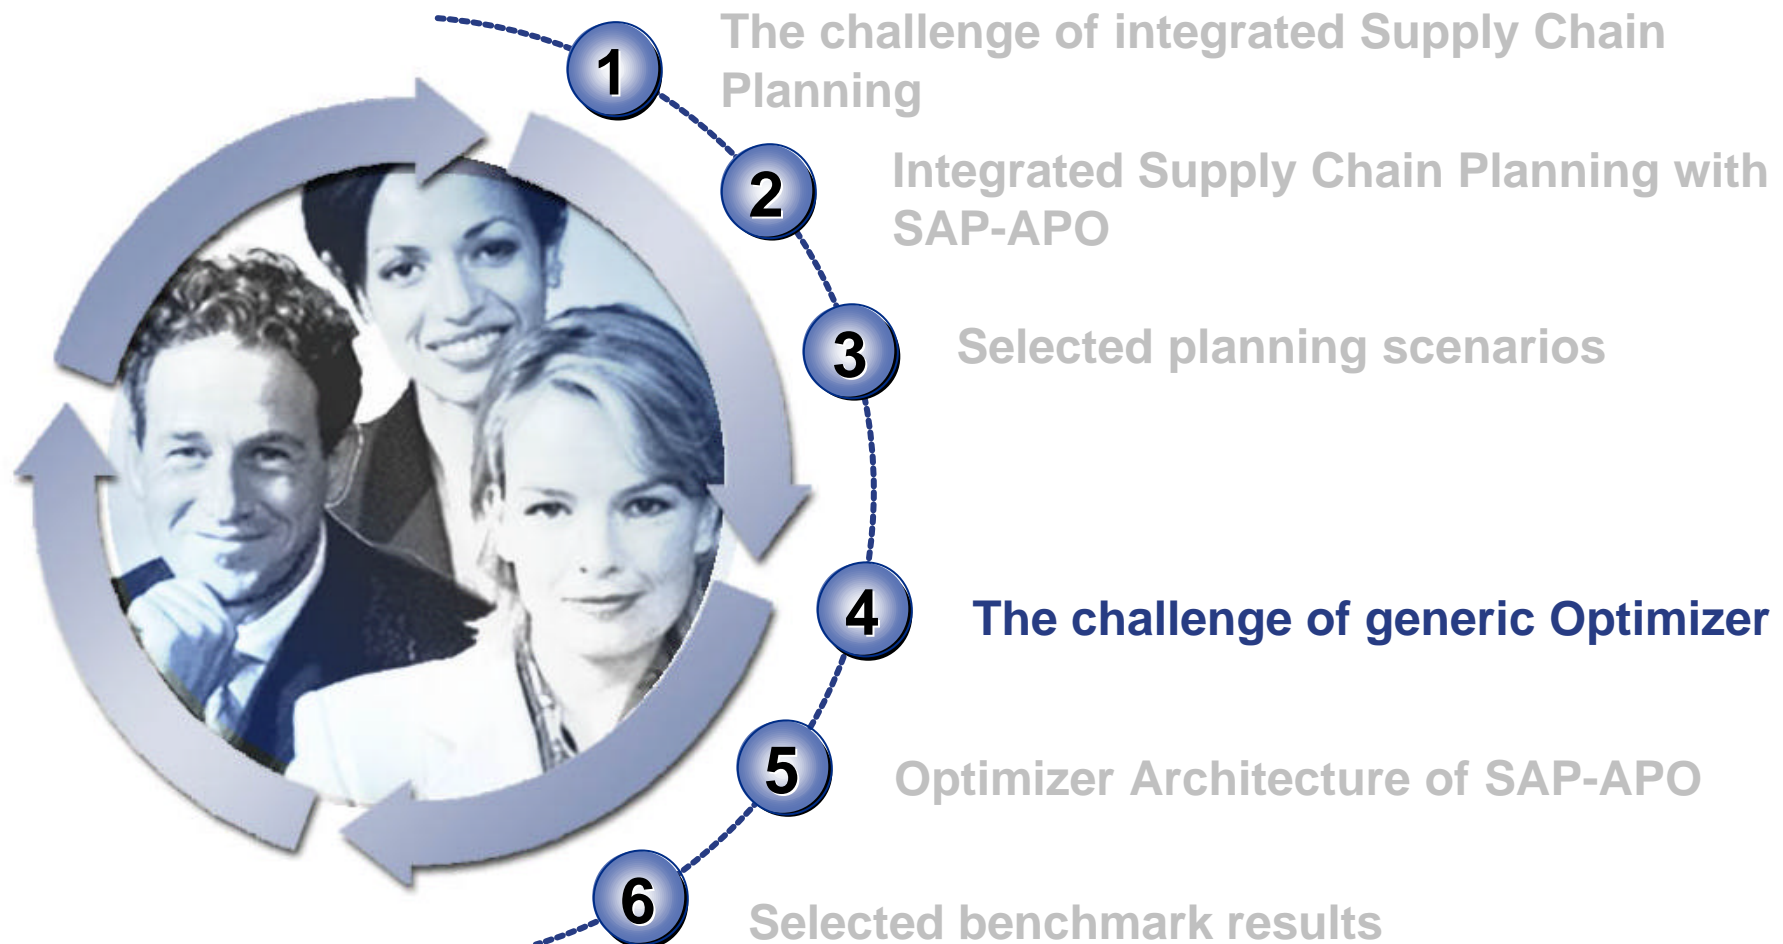 1
The challenge of integrated Supply Chain
Planning
2
Integrated Supply Chain Planning with
SAP-APO
3
Selected planning scenarios
4
The challenge of generic Optimizer
5
Optimizer Architecture of SAP-APO
6
Selected benchmark results